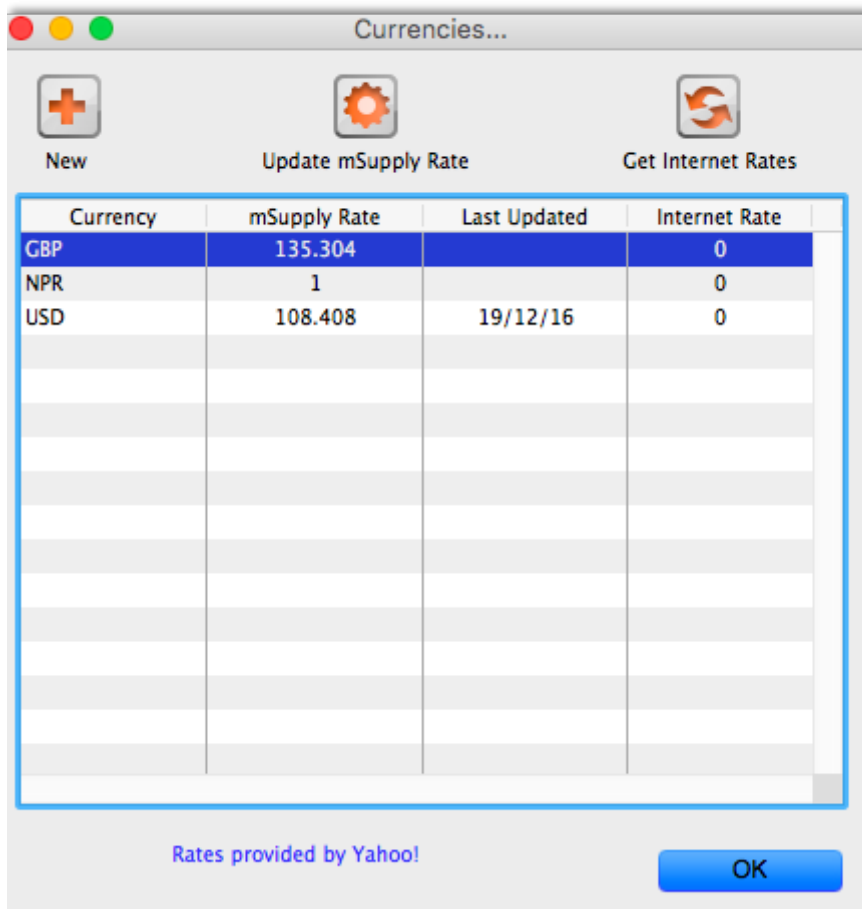 Currencies...
New Update mSupply Rate Get Internet Rates
Currency mSupply Rate Last Updated Internet Rate
GBP 135.304 0
NPR 1 0
USD 108.408 19/12/16 0
Rates provided by Yahoo!
OK